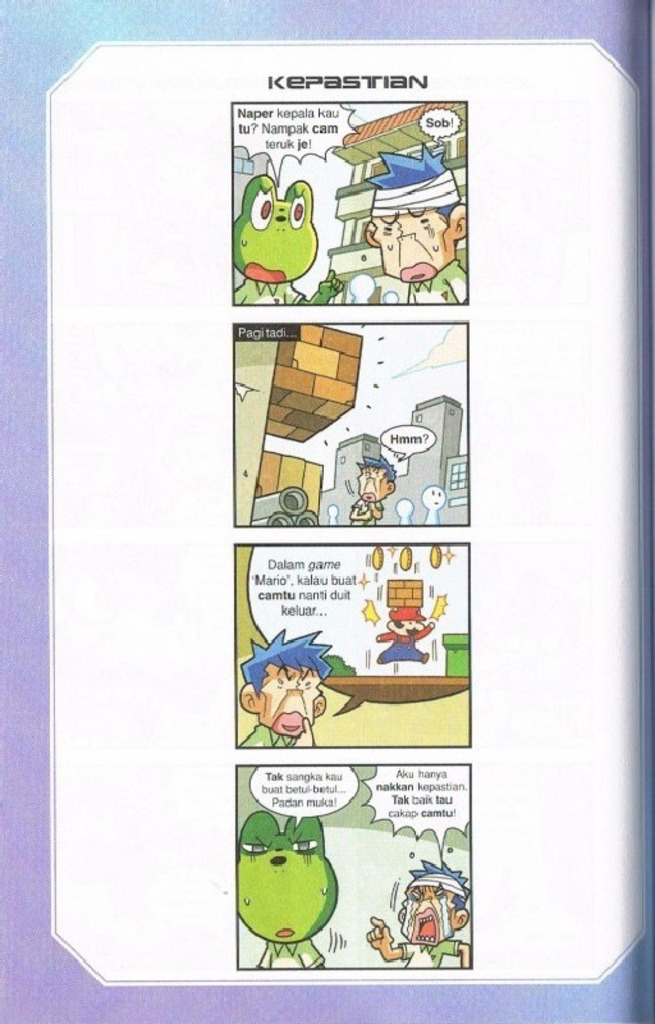 KEPASTIAN
Naper kepala kau
tu? Nampak cam
teruk je!
Sob!
Pagi tadi...
Hmm?
Dalam game
"Mario", kalau buat
camtu nanti duit
keluar...
Tak sangka kau
buat betul-betul...
Padan muka!
Aku hanya
nakkan kepastian.
Tak baik tau
cakap camtu!